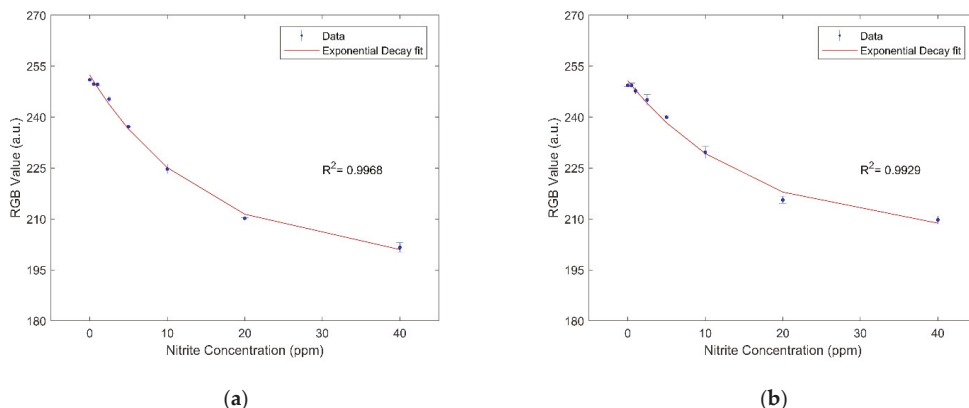 270
255
240
225
210
195
180
RGB Value (a.u.)
Data
Exponential Decay fit
R2= 0.9968
0 10 20 30 40
Nitrite Concentration (ppm)
(a)
270
255
240
225
210
195
180
RGB Value (a.u.)
Data
Exponential Decay fit
R2= 0.9929
0 10 20 30 40
Nitrite Concentration (ppm)
(b)